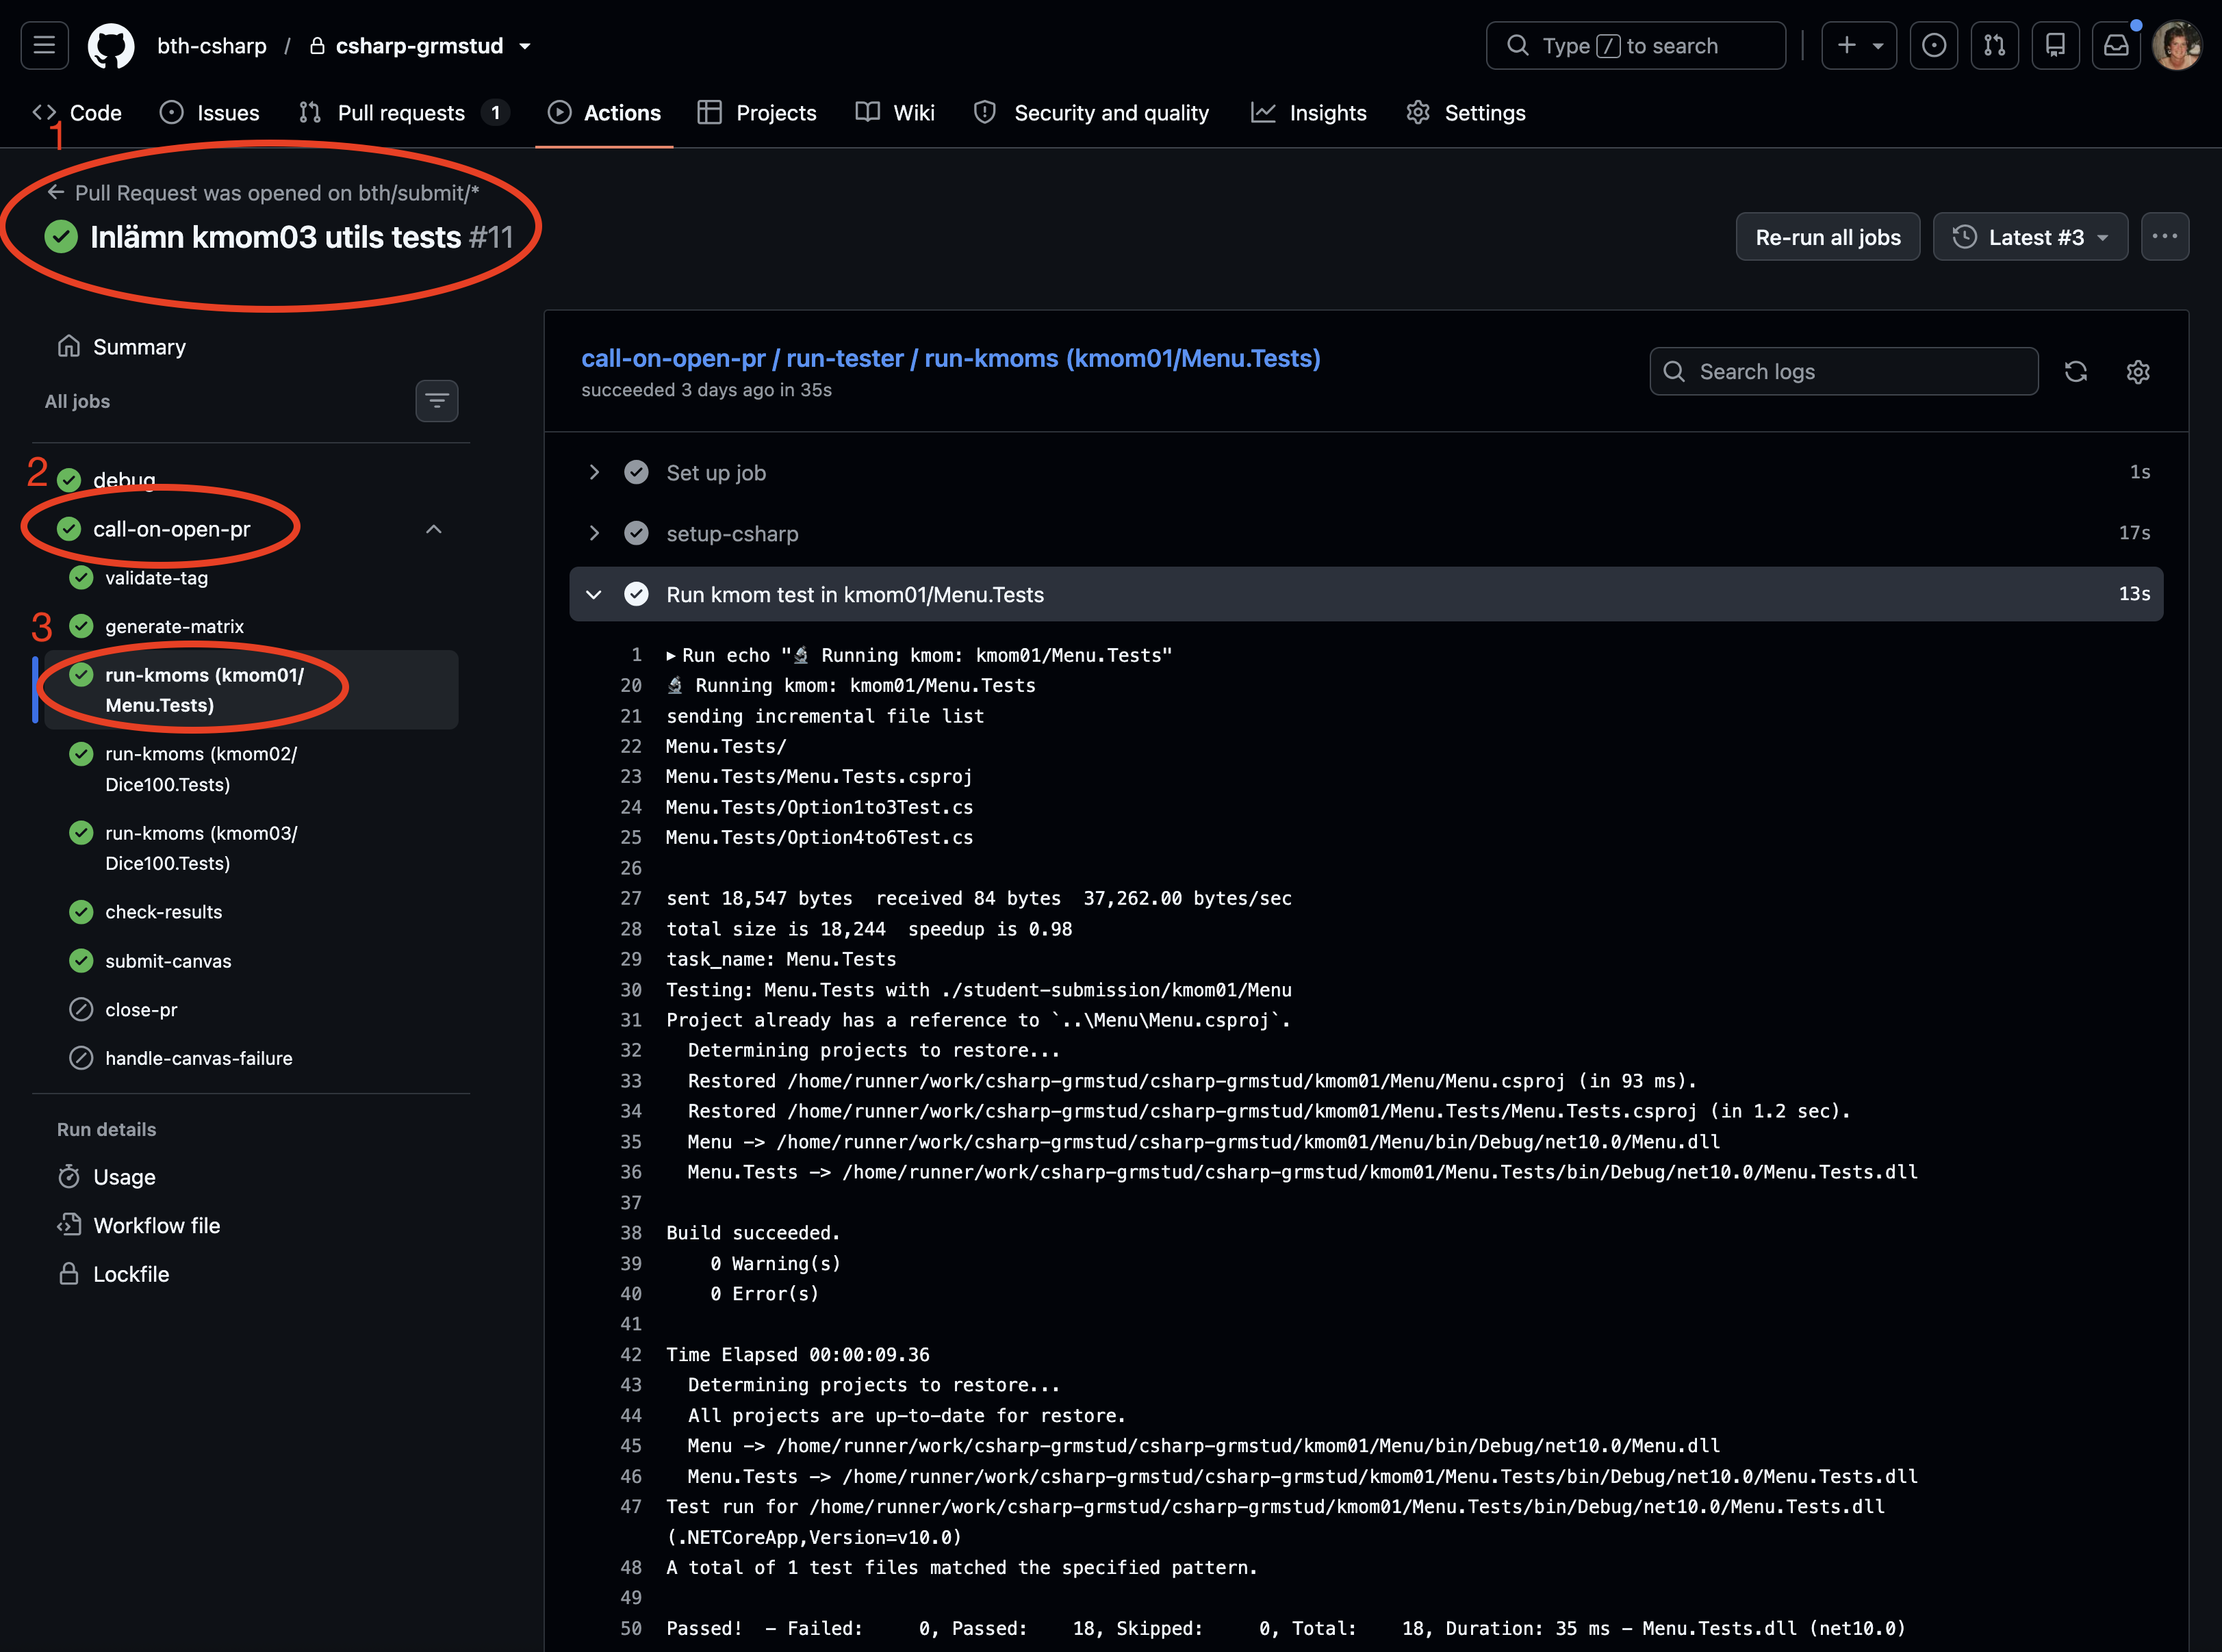 bth-csharp / csharp-grmstud
Type / to search
Code Issues Pull requests 1 Actions Projects Wiki Security and quality Insights Settings
1
Pull Request was opened on bth/submit/*
Inlämn kmom03 utils tests #11
Re-run all jobs
Latest #3
Summary
All jobs
2
debug
call-on-open-pr
validate-tag
3
generate-matrix
run-kmoms (kmom01/
Menu.Tests)
run-kmoms (kmom02/
Dice100.Tests)
run-kmoms (kmom03/
Dice100.Tests)
check-results
submit-canvas
close-pr
handle-canvas-failure
Run details
Usage
Workflow file
Lockfile
call-on-open-pr / run-tester / run-kmoms (kmom01/Menu.Tests)
succeeded 3 days ago in 35s
Search logs
Set up job 1s
setup-csharp 17s
Run kmom test in kmom01/Menu.Tests 13s
1 ▶ Run echo "🔬 Running kmom: kmom01/Menu.Tests"
20 🔬 Running kmom: kmom01/Menu.Tests
21 sending incremental file list
22 Menu.Tests/
23 Menu.Tests/Menu.Tests.csproj
24 Menu.Tests/Option1to3Test.cs
25 Menu.Tests/Option4to6Test.cs
26
27 sent 18,547 bytes  received 84 bytes  37,262.00 bytes/sec
28 total size is 18,244  speedup is 0.98
29 task_name: Menu.Tests
30 Testing: Menu.Tests with ./student-submission/kmom01/Menu
31 Project already has a reference to `..\Menu\Menu.csproj`.
32   Determining projects to restore...
33   Restored /home/runner/work/csharp-grmstud/csharp-grmstud/kmom01/Menu/Menu.csproj (in 93 ms).
34   Restored /home/runner/work/csharp-grmstud/csharp-grmstud/kmom01/Menu.Tests/Menu.Tests.csproj (in 1.2 sec).
35   Menu -> /home/runner/work/csharp-grmstud/csharp-grmstud/kmom01/Menu/bin/Debug/net10.0/Menu.dll
36   Menu.Tests -> /home/runner/work/csharp-grmstud/csharp-grmstud/kmom01/Menu.Tests/bin/Debug/net10.0/Menu.Tests.dll
37
38 Build succeeded.
39     0 Warning(s)
40     0 Error(s)
41
42 Time Elapsed 00:00:09.36
43   Determining projects to restore...
44   All projects are up-to-date for restore.
45   Menu -> /home/runner/work/csharp-grmstud/csharp-grmstud/kmom01/Menu/bin/Debug/net10.0/Menu.dll
46   Menu.Tests -> /home/runner/work/csharp-grmstud/csharp-grmstud/kmom01/Menu.Tests/bin/Debug/net10.0/Menu.Tests.dll
47 Test run for /home/runner/work/csharp-grmstud/csharp-grmstud/kmom01/Menu.Tests/bin/Debug/net10.0/Menu.Tests.dll
(.NETCoreApp,Version=v10.0)
48 A total of 1 test files matched the specified pattern.
49
50 Passed!  - Failed:     0, Passed:    18, Skipped:     0, Total:    18, Duration: 35 ms - Menu.Tests.dll (net10.0)